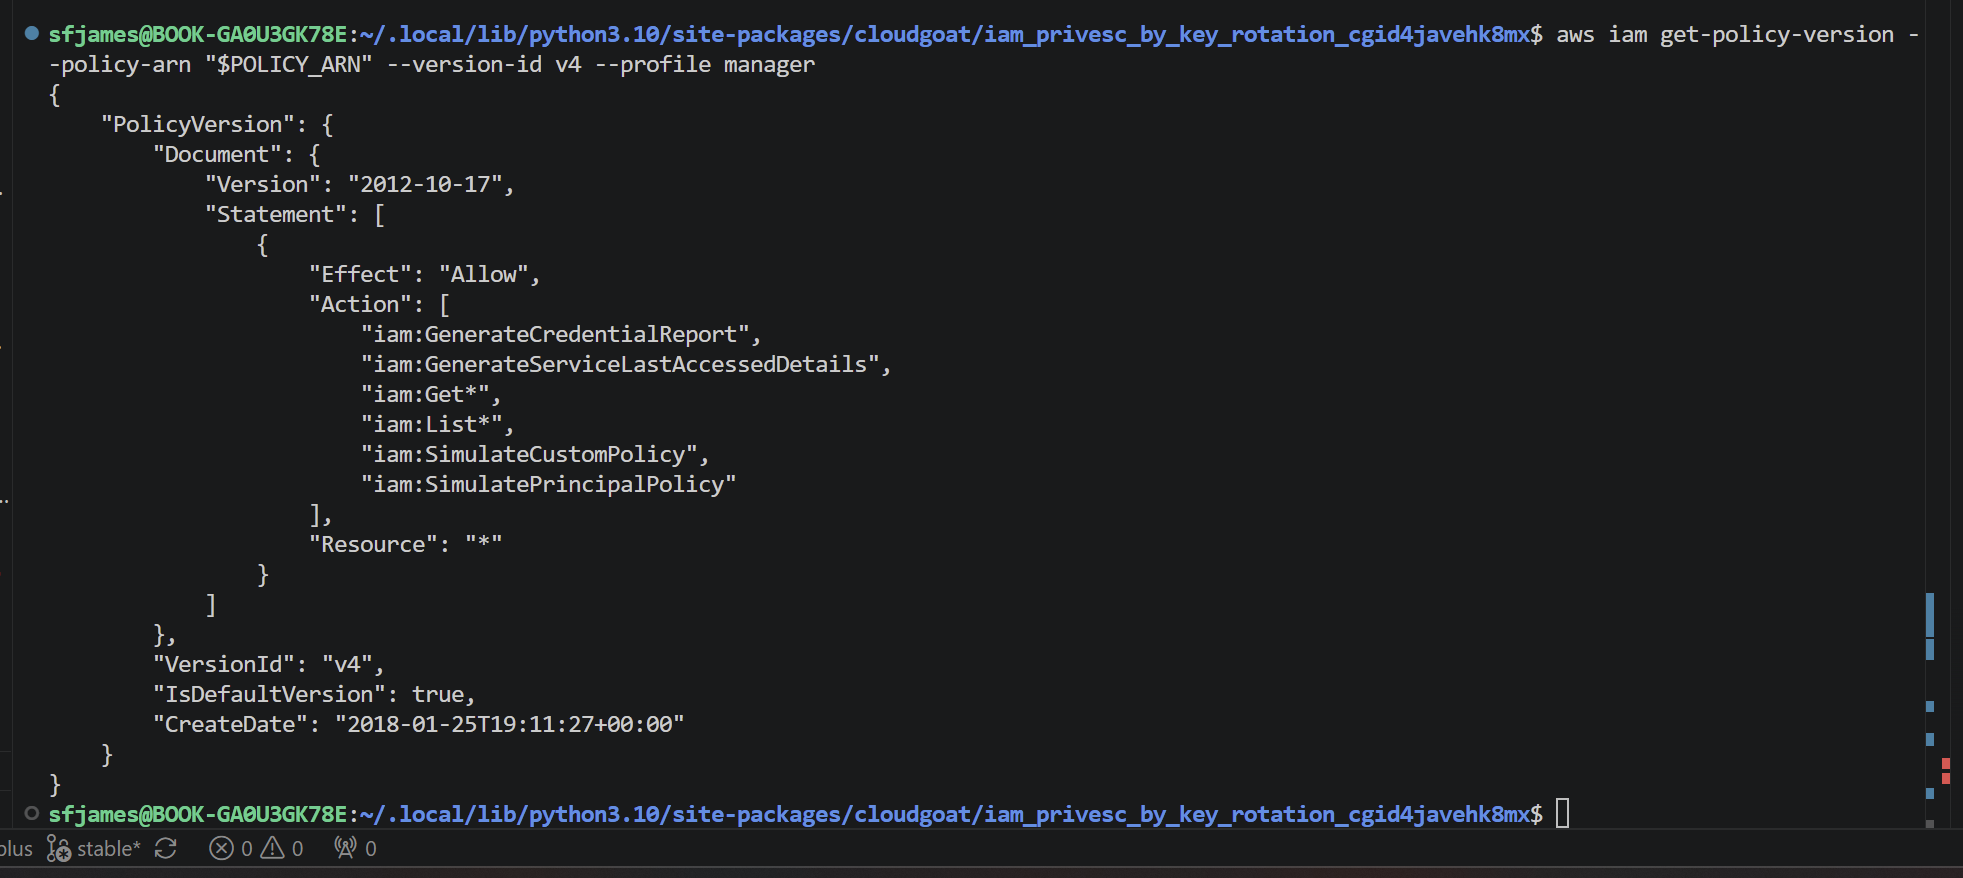 sfjames@BOOK-GA0U3GK78E:~/.local/lib/python3.10/site-packages/cloudgoat/iam_privesc_by_key_rotation_cgid4javehk8mx$ aws iam get-policy-version -
-policy-arn "$POLICY_ARN" --version-id v4 --profile manager
{
    "PolicyVersion": {
        "Document": {
            "Version": "2012-10-17",
            "Statement": [
                {
                    "Effect": "Allow",
                    "Action": [
                        "iam:GenerateCredentialReport",
                        "iam:GenerateServiceLastAccessedDetails",
                        "iam:Get*",
                        "iam:List*",
                        "iam:SimulateCustomPolicy",
                        "iam:SimulatePrincipalPolicy"
                    ],
                    "Resource": "*"
                }
            ]
        },
        "VersionId": "v4",
        "IsDefaultVersion": true,
        "CreateDate": "2018-01-25T19:11:27+00:00"
    }
}
sfjames@BOOK-GA0U3GK78E:~/.local/lib/python3.10/site-packages/cloudgoat/iam_privesc_by_key_rotation_cgid4javehk8mx$
plus stable* 0 0 0